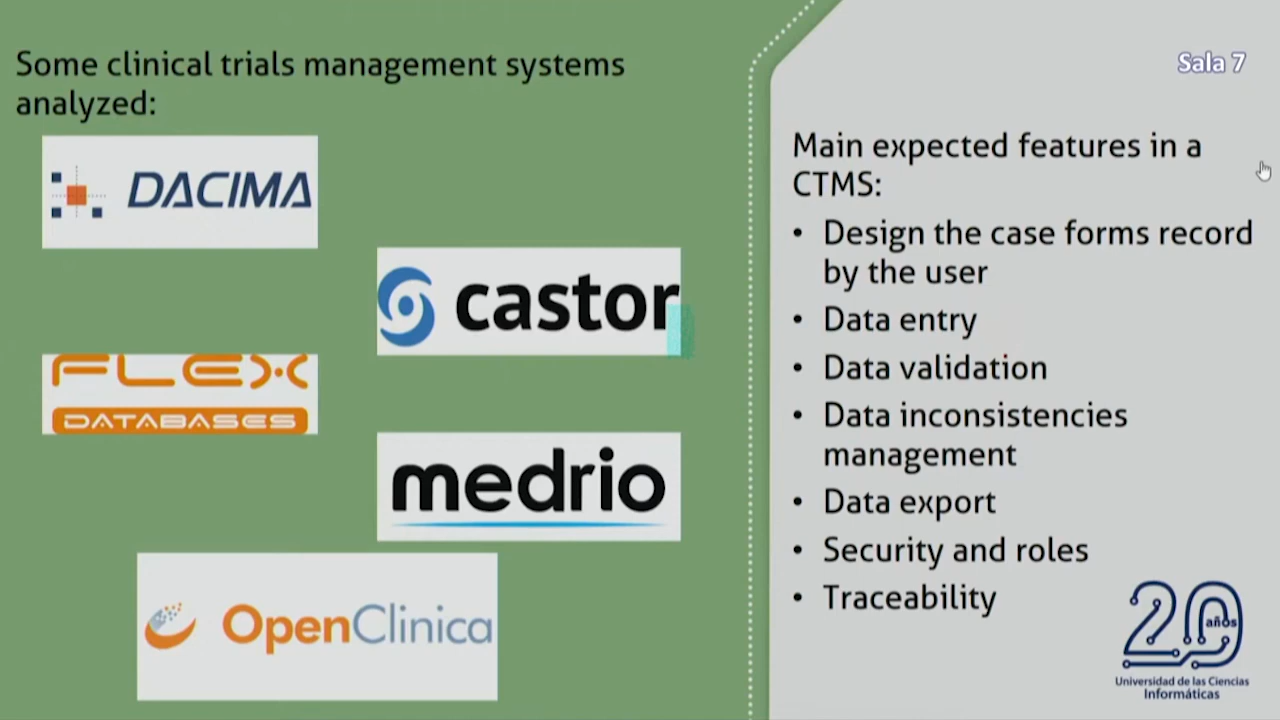 Some clinical trials management systems
analyzed:
DACIMA
castor
FLEX
DATABASES
medrio
OpenClinica
Sala 7
Main expected features in a
CTMS:
• Design the case forms record
by the user
• Data entry
• Data validation
• Data inconsistencies
management
• Data export
• Security and roles
• Traceability
20
años
Universidad de las Ciencias
Informáticas